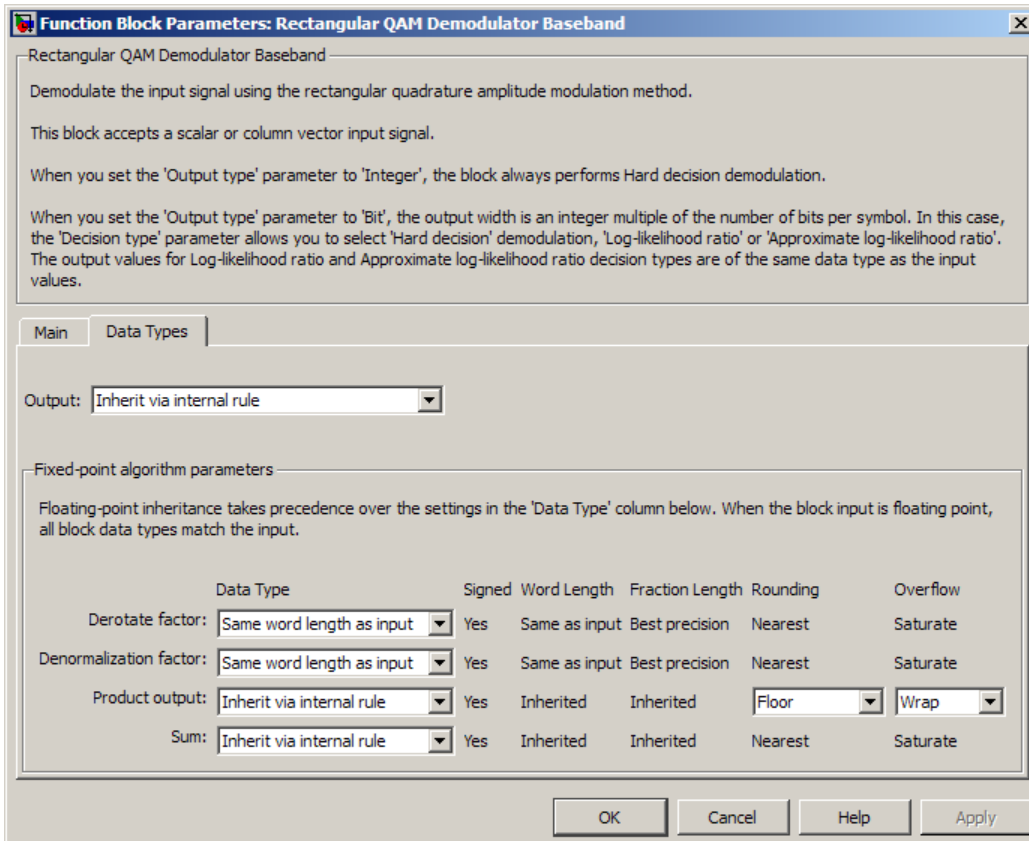 Function Block Parameters: Rectangular QAM Demodulator Baseband
Rectangular QAM Demodulator Baseband
Demodulate the input signal using the rectangular quadrature amplitude modulation method.
This block accepts a scalar or column vector input signal.
When you set the 'Output type' parameter to 'Integer', the block always performs Hard decision demodulation.
When you set the 'Output type' parameter to 'Bit', the output width is an integer multiple of the number of bits per symbol. In this case,
the 'Decision type' parameter allows you to select 'Hard decision' demodulation, 'Log-likelihood ratio' or 'Approximate log-likelihood ratio'.
The output values for Log-likelihood ratio and Approximate log-likelihood ratio decision types are of the same data type as the input
values.
Main Data Types
Output: Inherit via internal rule
Fixed-point algorithm parameters
Floating-point inheritance takes precedence over the settings in the 'Data Type' column below. When the block input is floating point,
all block data types match the input.
Data Type Signed Word Length Fraction Length Rounding Overflow
Derotate factor: Same word length as input Yes Same as input Best precision Nearest Saturate
Denormalization factor: Same word length as input Yes Same as input Best precision Nearest Saturate
Product output: Inherit via internal rule Yes Inherited Inherited Floor Wrap
Sum: Inherit via internal rule Yes Inherited Inherited Nearest Saturate
OK Cancel Help Apply